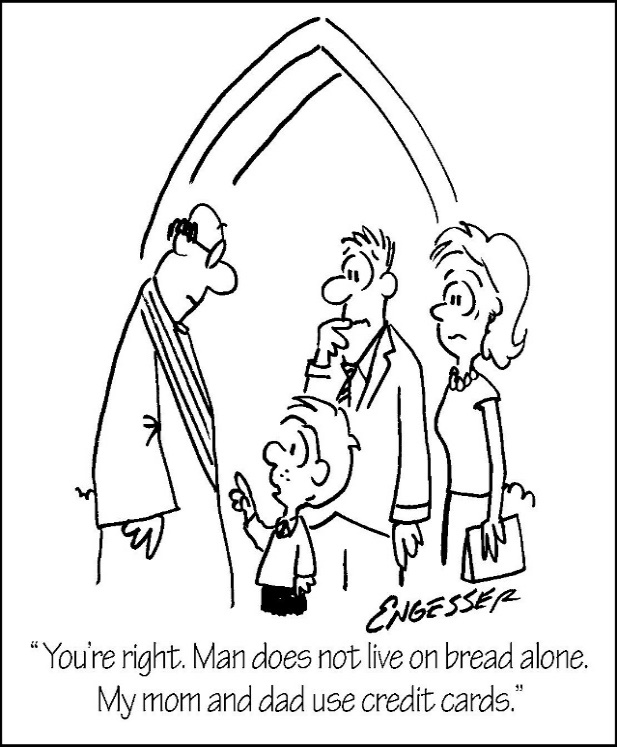 ENGESSER
“You're right. Man does not live on bread alone.
My mom and dad use credit cards.”